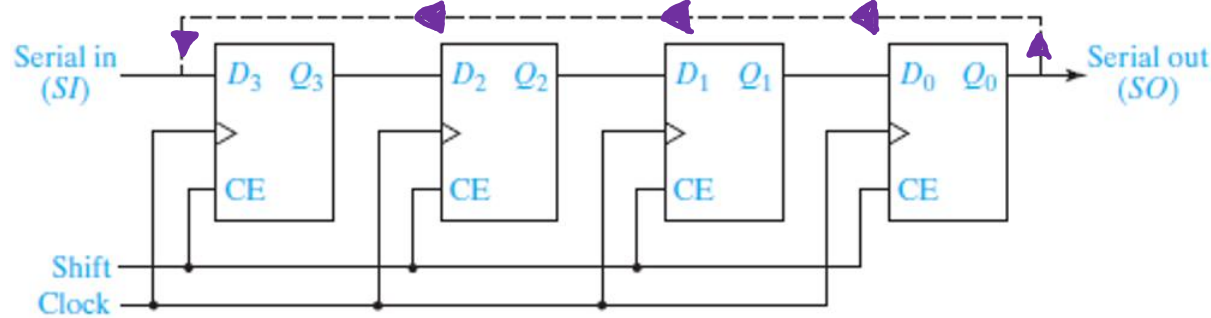 Serial in
(SI)
D₃ Q₃
D₂ Q₂
D₁ Q₁
D₀ Q₀
Serial out
(SO)
CE
CE
CE
CE
Shift
Clock